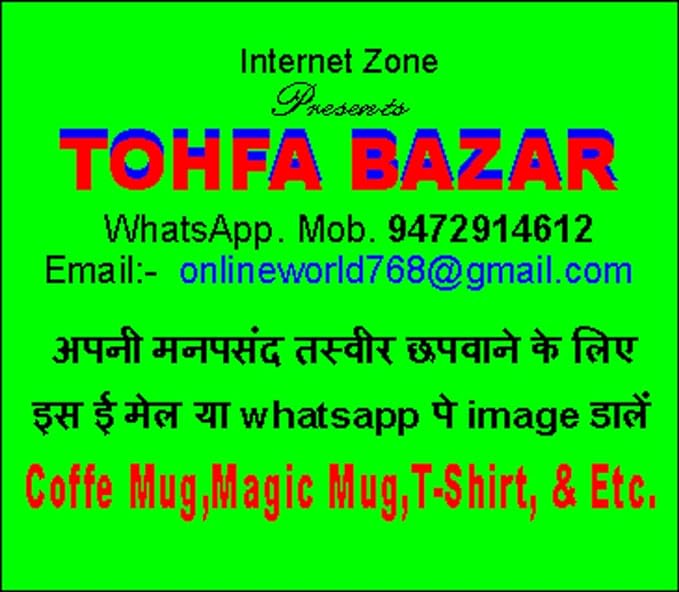 Internet Zone
Presents
TOHFA BAZAR
WhatsApp. Mob. 9472914612
Email:- onlineworld768@gmail.com
अपनी मनपसंद तस्वीर छपवाने के लिए
इस ई मेल या whatsapp पे image डालें
Coffe Mug,Magic Mug,T-Shirt, & Etc.